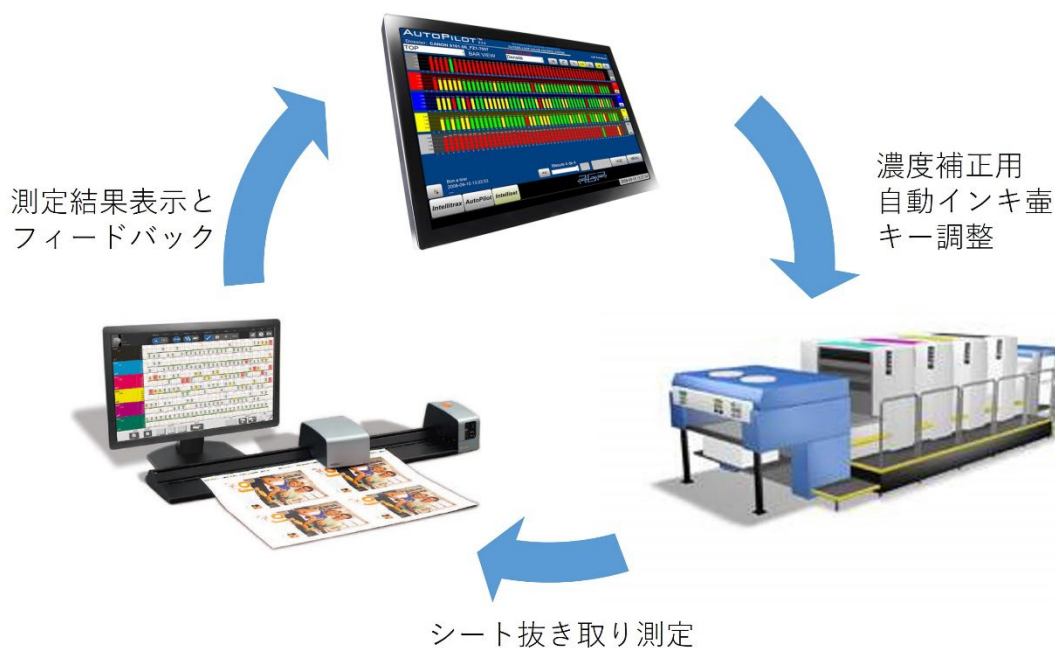 AUTOPILOT
TOP
BAR VIEW
Intellitrax
AutoPilot
測定結果表示と
フィードバック
濃度補正用
自動インキ壷
キー調整
シート抜き取り測定